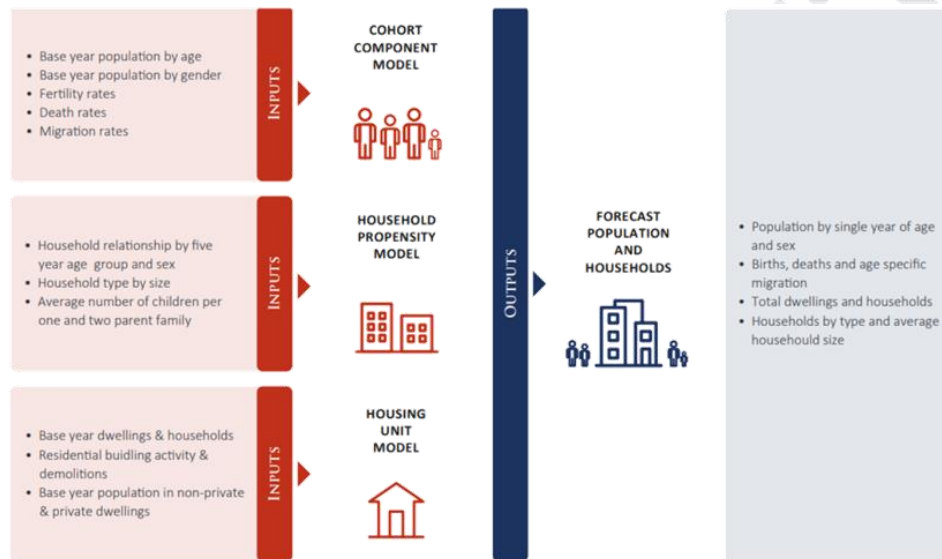 • Base year population by age
• Base year population by gender
• Fertility rates
• Death rates
• Migration rates
INPUTS
COHORT
COMPONENT
MODEL
• Household relationship by five
year age group and sex
• Household type by size
• Average number of children per
one and two parent family
INPUTS
HOUSEHOLD
PROPENSITY
MODEL
• Base year dwellings & households
• Residential buidling activity &
demolitions
• Base year population in non-private
& private dwellings
INPUTS
HOUSING
UNIT
MODEL
OUTPUTS
FORECAST
POPULATION
AND
HOUSEHOLDS
• Population by single year of age
and sex
• Births, deaths and age specific
migration
• Total dwellings and households
• Households by type and average
househould size